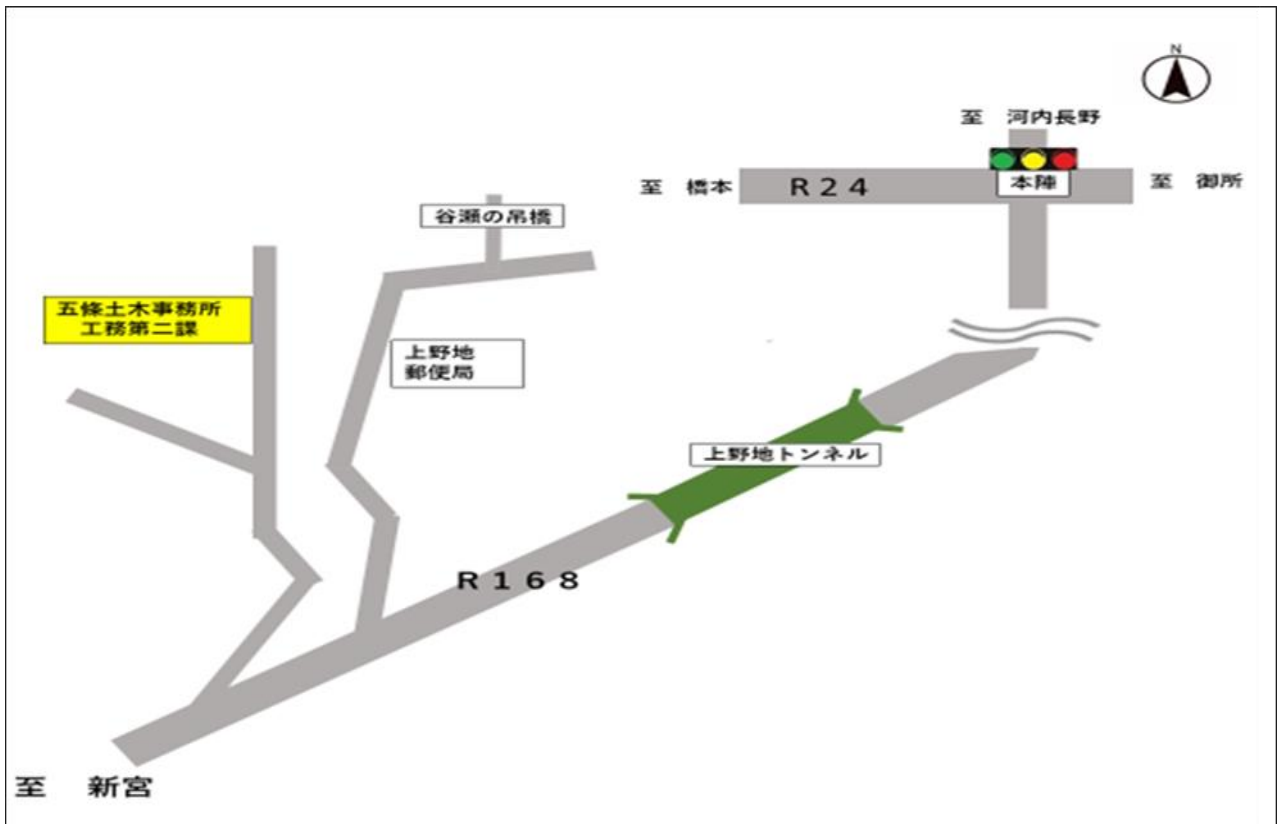 N
至 河内長野
本陣
至 橋本
R24
至 御所
谷瀬の吊橋
五條土木事務所
工務第二課
上野地
郵便局
上野地トンネル
R168
至 新宮